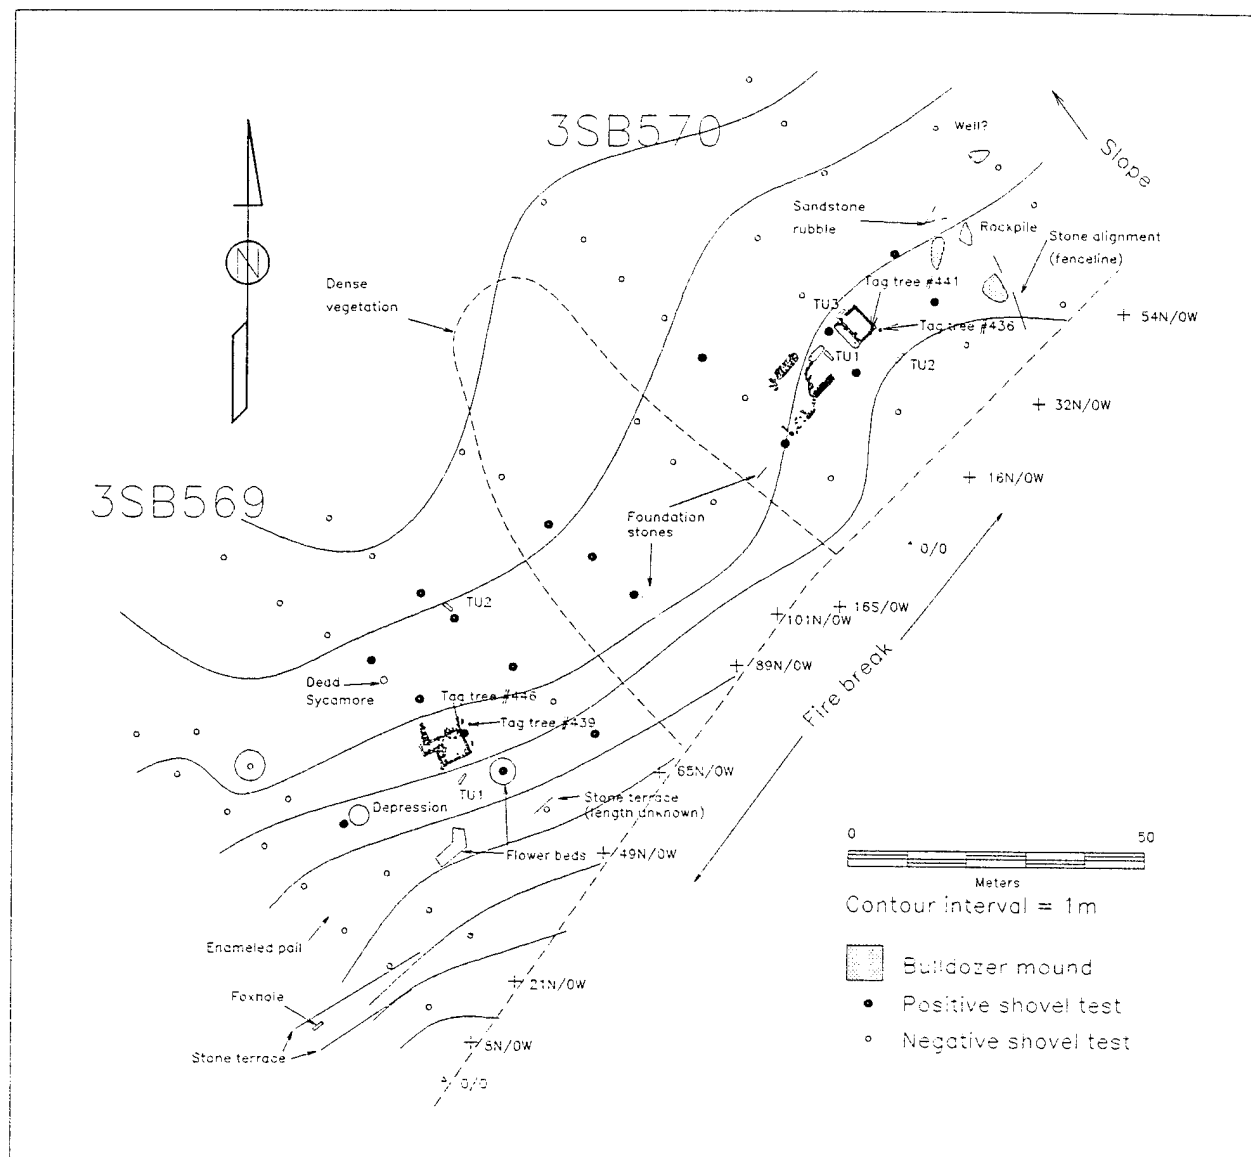 3SB570
Well?
Slope
Sandstone
rubble
Rockpile
Stone alignment
(fenceline)
N
Dense
vegetation
Tag tree #441
TU3
54N/0W
Tag tree #436
TU1
TU2
32N/0W
16N/0W
3SB569
Foundation
stones
0/0
TU2
16S/0W
101N/0W
Fire break
89N/0W
Dead
Sycamore
Tag tree #446
Tag tree #439
65N/0W
TU1
Stone terrace
(length unknown)
Depression
Flower beds
49N/0W
0
50
Meters
Contour interval = 1m
Enameled pail
Bulldozer mound
21N/0W
Foxhole
Positive shovel test
Stone terrace
5N/0W
Negative shovel test
0/0